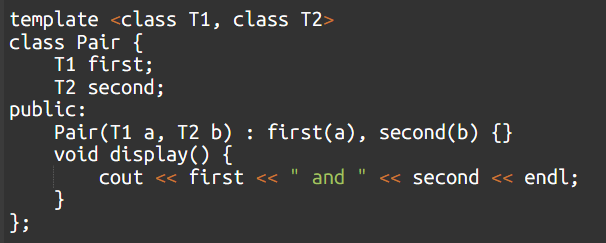 template <class T1, class T2>
class Pair {
    T1 first;
    T2 second;
public:
    Pair(T1 a, T2 b) : first(a), second(b) {}
    void display() {
        cout << first << " and " << second << endl;
    }
};